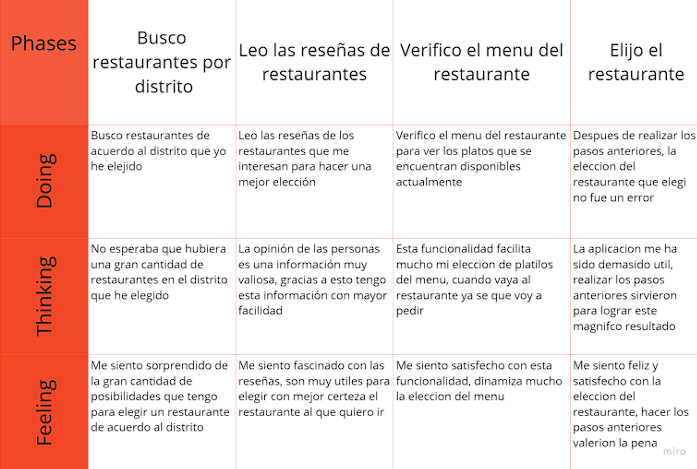 Phases
Busco
restaurantes por
distrito
Leo las reseñas de
restaurantes
Verifico el menu del
restaurante
Elijo el
restaurante
Doing
Busco restaurantes de
acuerdo al distrito que yo
he elejido
Leo las reseñas de los
restaurantes que me
interesan para hacer una
mejor elección
Verifico el menu del restaurante
para ver los platos que se
encuentran disponibles
actualmente
Despues de realizar los
pasos anteriores, la
eleccion del
restaurante que elegi
no fue un error
Thinking
No esperaba que hubiera
una gran cantidad de
restaurantes en el distrito
que he elegido
La opinión de las personas
es una información muy
valiosa, gracias a esto tengo
esta información con mayor
facilidad
Esta funcionalidad facilita
mucho mi eleccion de platilos
del menu, cuando vaya al
restaurante ya se que voy a
pedir
La aplicacion me ha
sido demasido util,
realizar los pasos
anteriores sirvieron
para lograr este
magnifco resultado
Feeling
Me siento sorprendido de
la gran cantidad de
posibilidades que tengo
para elegir un restaurante
de acuerdo al distrito
Me siento fascinado con las
reseñas, son muy utiles para
elegir con mejor certeza el
restaurante al que quiero ir
Me siento satisfecho con esta
funcionalidad, dinamiza mucho
la eleccion del menu
Me siento feliz y
satisfecho con la
eleccion del
restaurante, hacer los
pasos anteriores
valerion la pena
miro